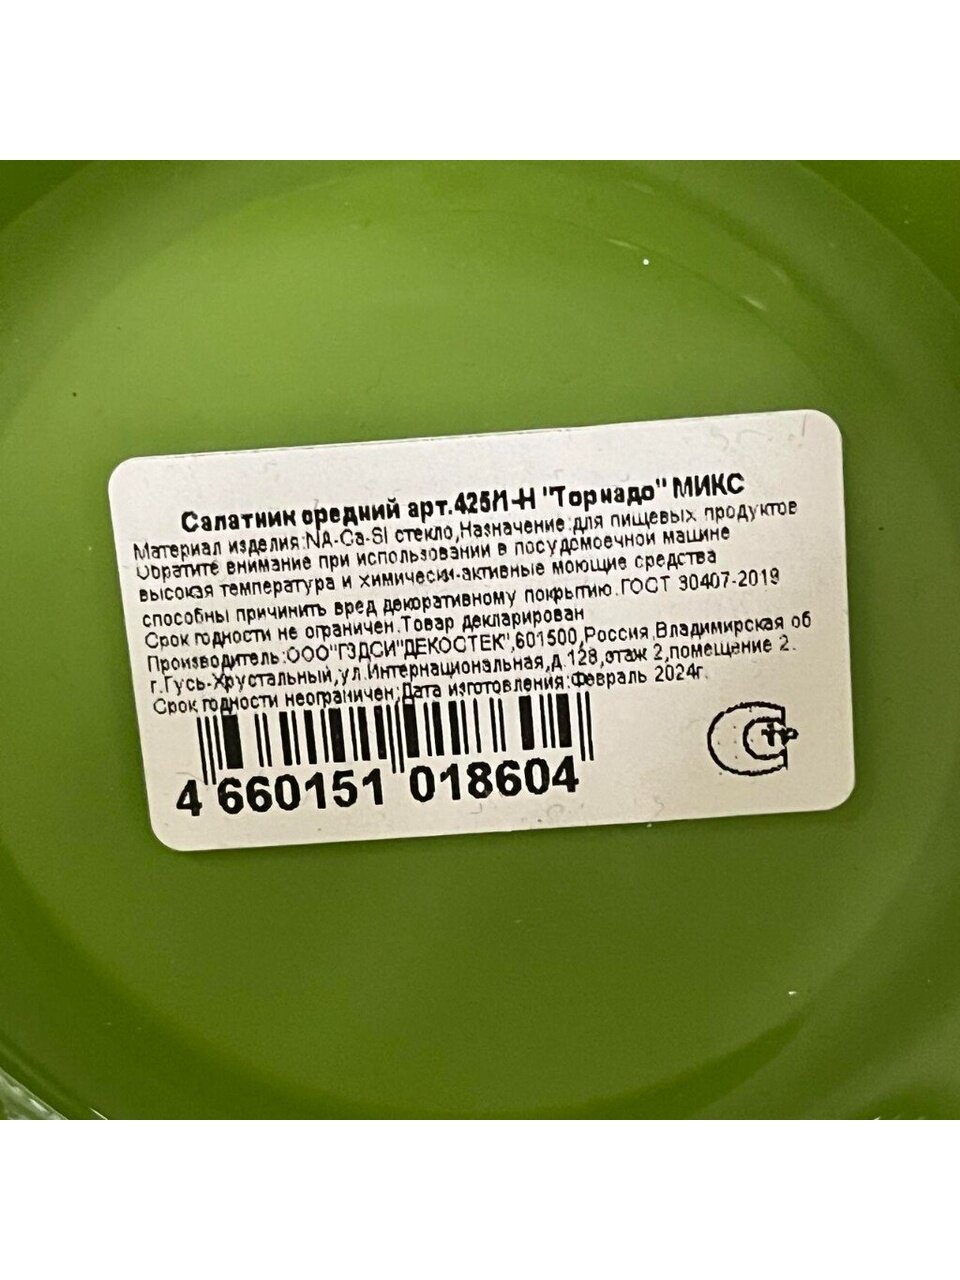 Салатник средний арт.425/1-Н "Торнадо" МИКС
Материал изделия:NA-Ca-SI стекло,Назначение:для пищевых продуктов
Обратите внимание при использовании в посудомоечной машине
высокая температура и химически-активные моющие средства
способны причинить вред декоративному покрытию.ГОСТ 30407-2019
Срок годности не ограничен.Товар декларирован
Производитель:ООО"ГЗДСИ"ДЕКОСТЕК",601500,Россия,Владимирская об
г.Гусь-Хрустальный,ул.Интернациональная,д.128,этаж 2,помещение 2.
Срок годности неограничен;Дата изготовления:Февраль 2024г.
4 660151 018604